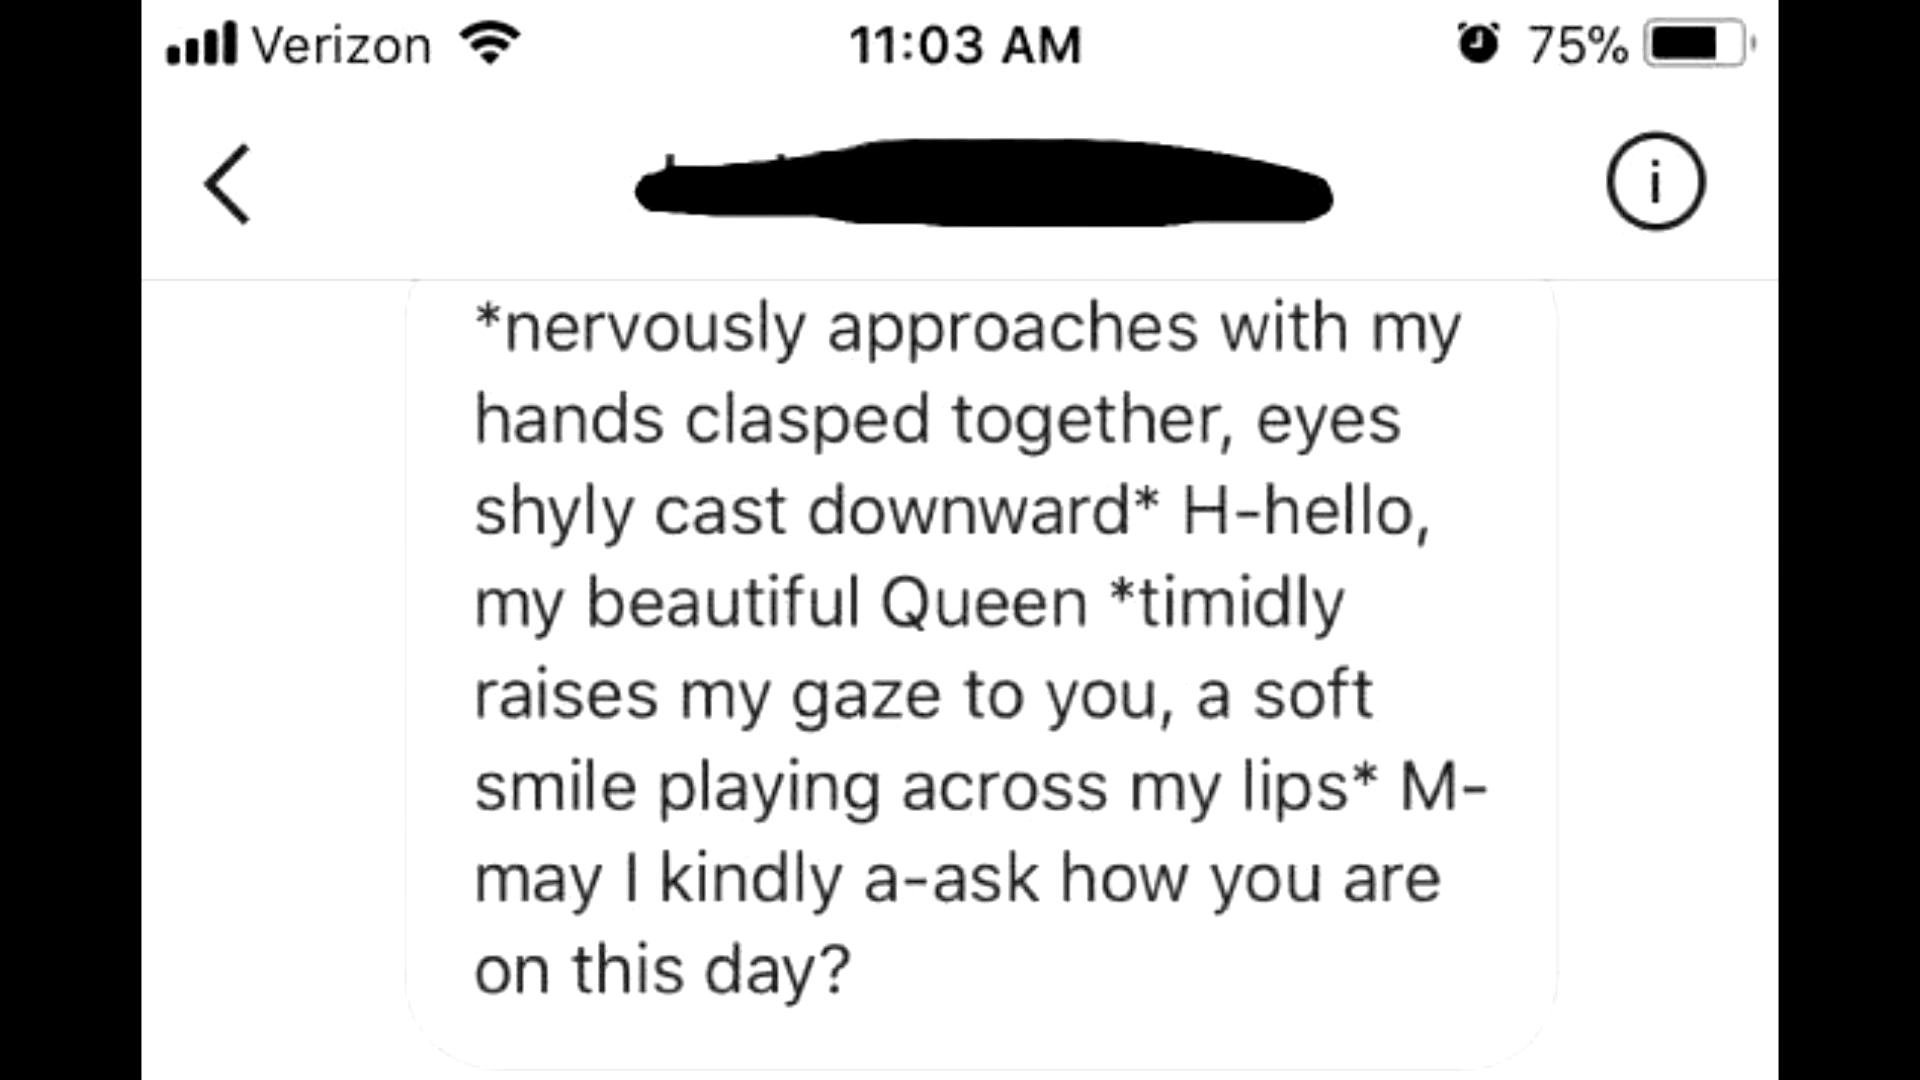 Verizon 11:03 AM 75%
i
*nervously approaches with my
hands clasped together, eyes
shyly cast downward* H-hello,
my beautiful Queen *timidly
raises my gaze to you, a soft
smile playing across my lips* M-
may I kindly a-ask how you are
on this day?